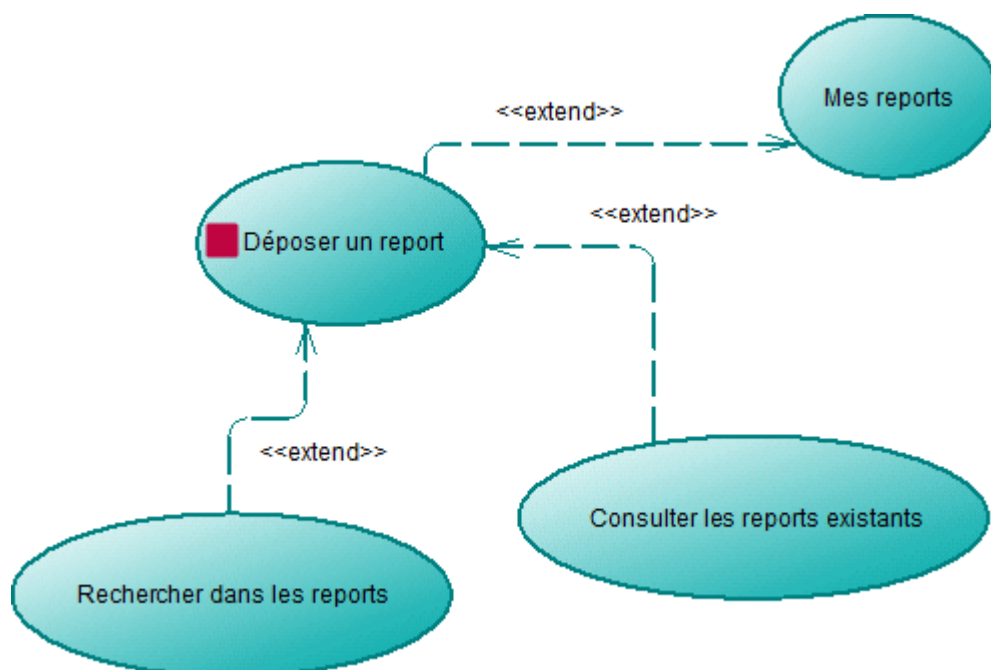 Mes reports
<<extend>>
<<extend>>
Déposer un report
<<extend>>
Consulter les reports existants
Rechercher dans les reports